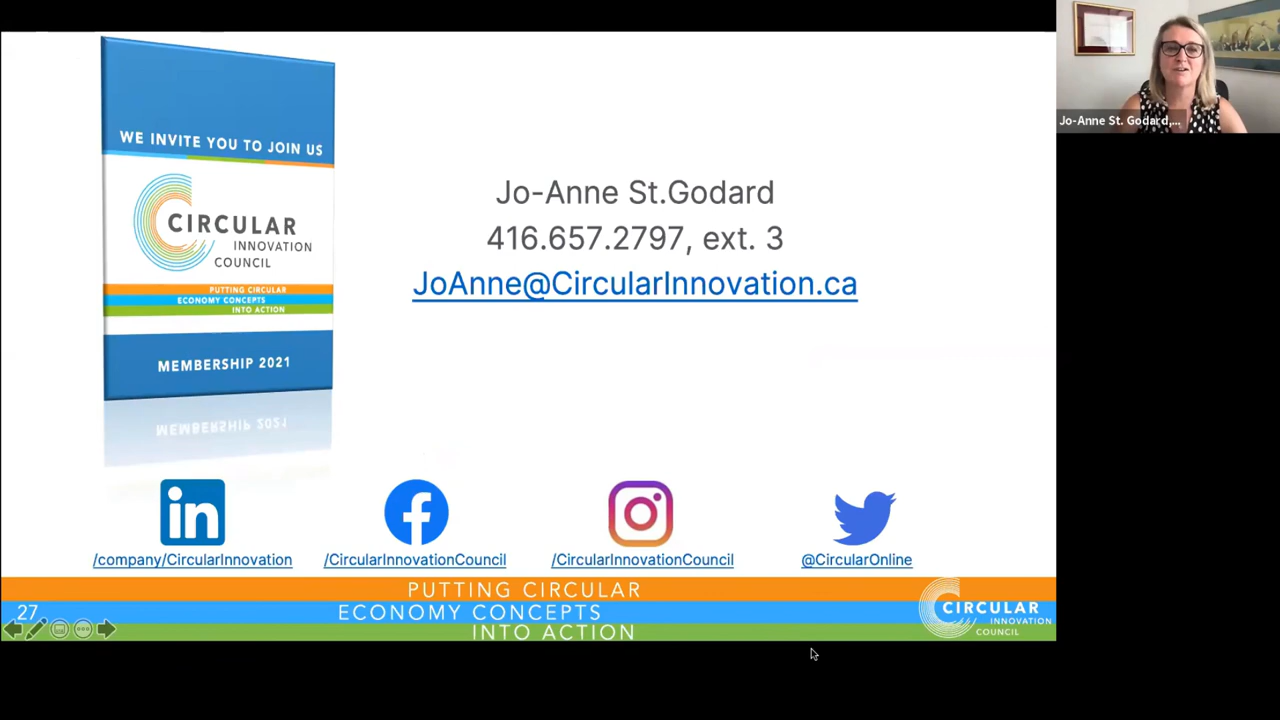 WE INVITE YOU TO JOIN US
CIRCULAR
INNOVATION
COUNCIL
PUTTING CIRCULAR
ECONOMY CONCEPTS
INTO ACTION
MEMBERSHIP 2021
MEMBERSHIP 2021
Jo-Anne St.Godard
416.657.2797, ext. 3
JoAnne@CircularInnovation.ca
Jo-Anne St. Godard,...
in
/company/CircularInnovation
/CircularInnovationCouncil
/CircularInnovationCouncil
@CircularOnline
PUTTING CIRCULAR
ECONOMY CONCEPTS
INTO ACTION
27
CIRCULAR
INNOVATION
COUNCIL